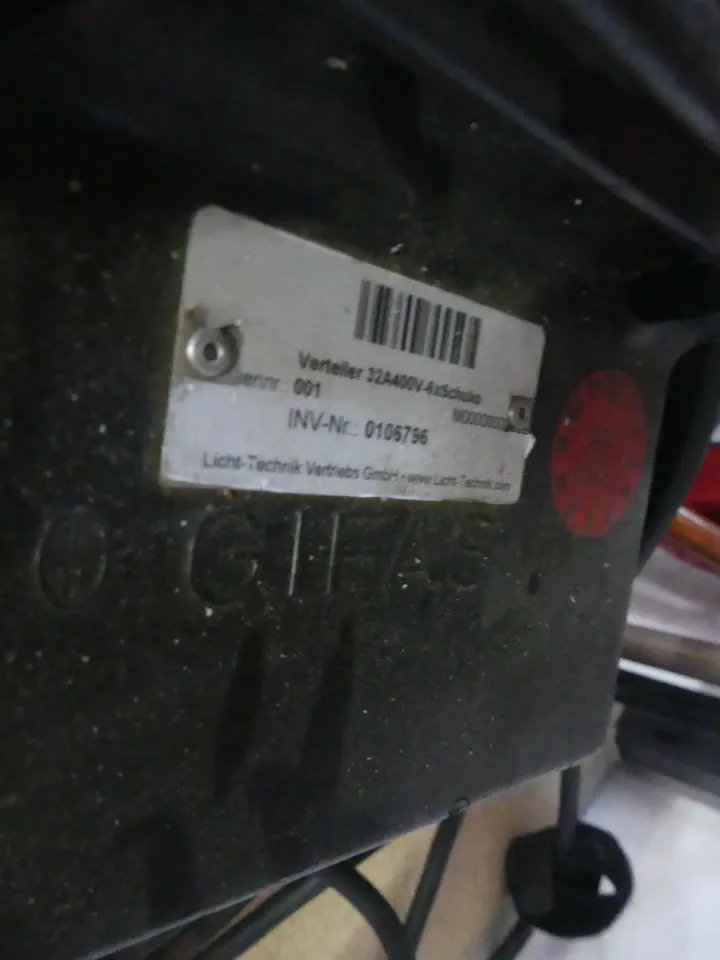 Verteiler 32A400V-6xSchuko
001
INV-Nr.: 0106796
Licht-Technik Vertriebs GmbH - www.Licht-Technik.com
GIFAS